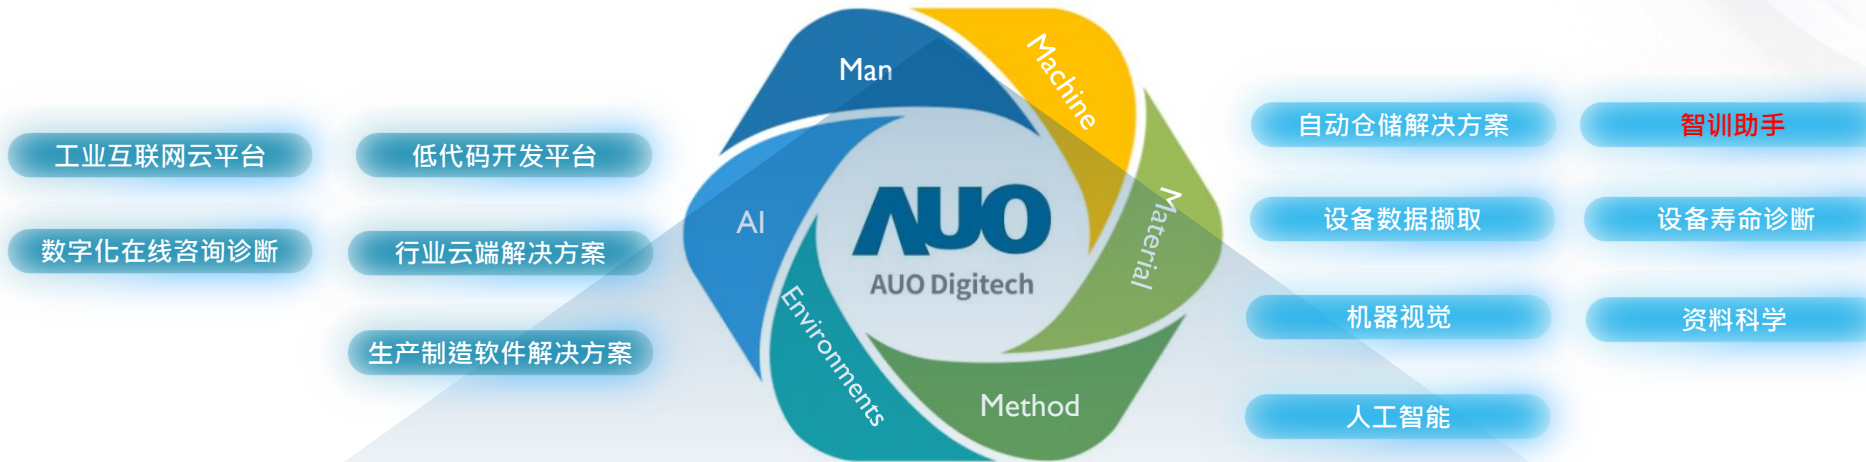 工业互联网云平台
低代码开发平台
数字化在线咨询诊断
行业云端解决方案
生产制造软件解决方案
Man
Machine
Material
Method
Environments
AI
AUO
AUO Digitech
自动仓储解决方案
智训助手
设备数据撷取
设备寿命诊断
机器视觉
资料科学
人工智能